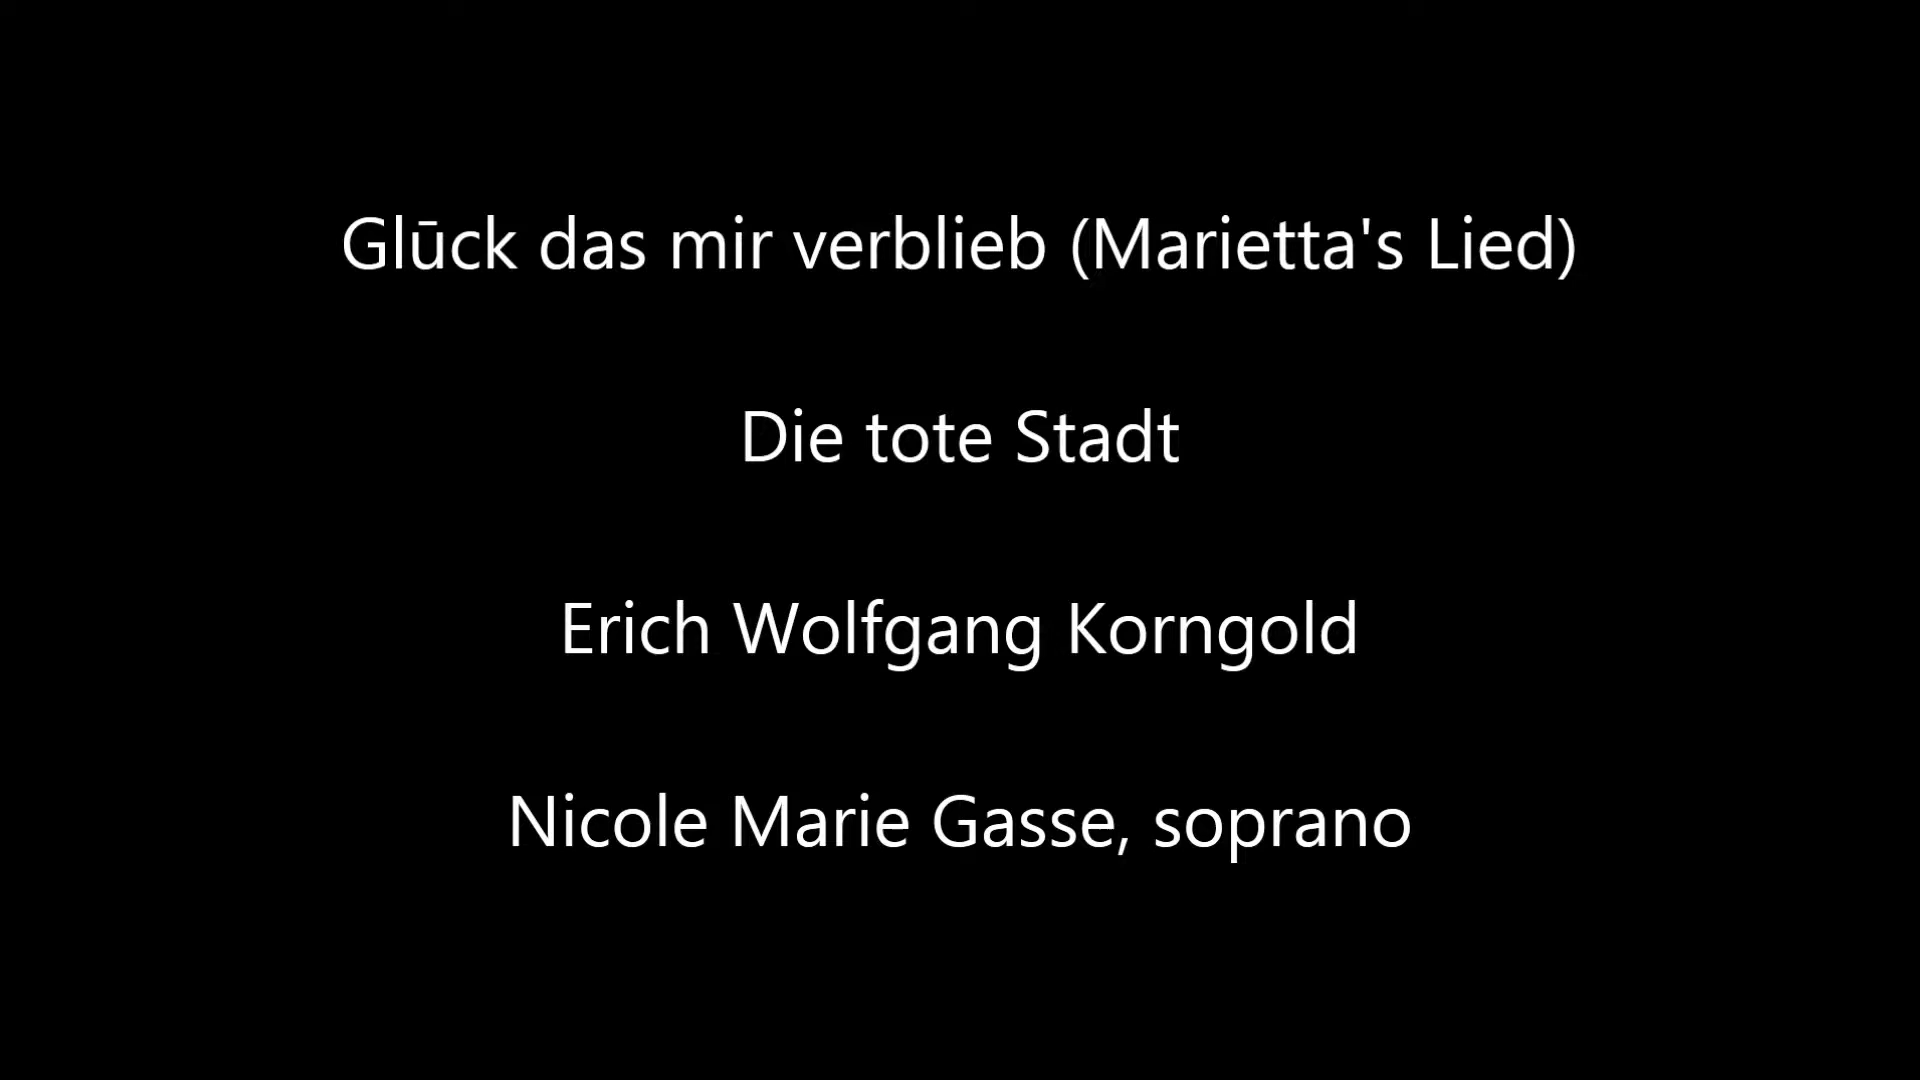 Glūck das mir verblieb (Marietta's Lied)
Die tote Stadt
Erich Wolfgang Korngold
Nicole Marie Gasse, soprano